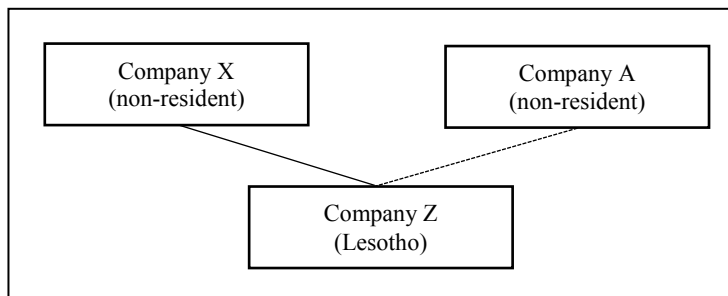 Company X
(non-resident)
Company A
(non-resident)
Company Z
(Lesotho)